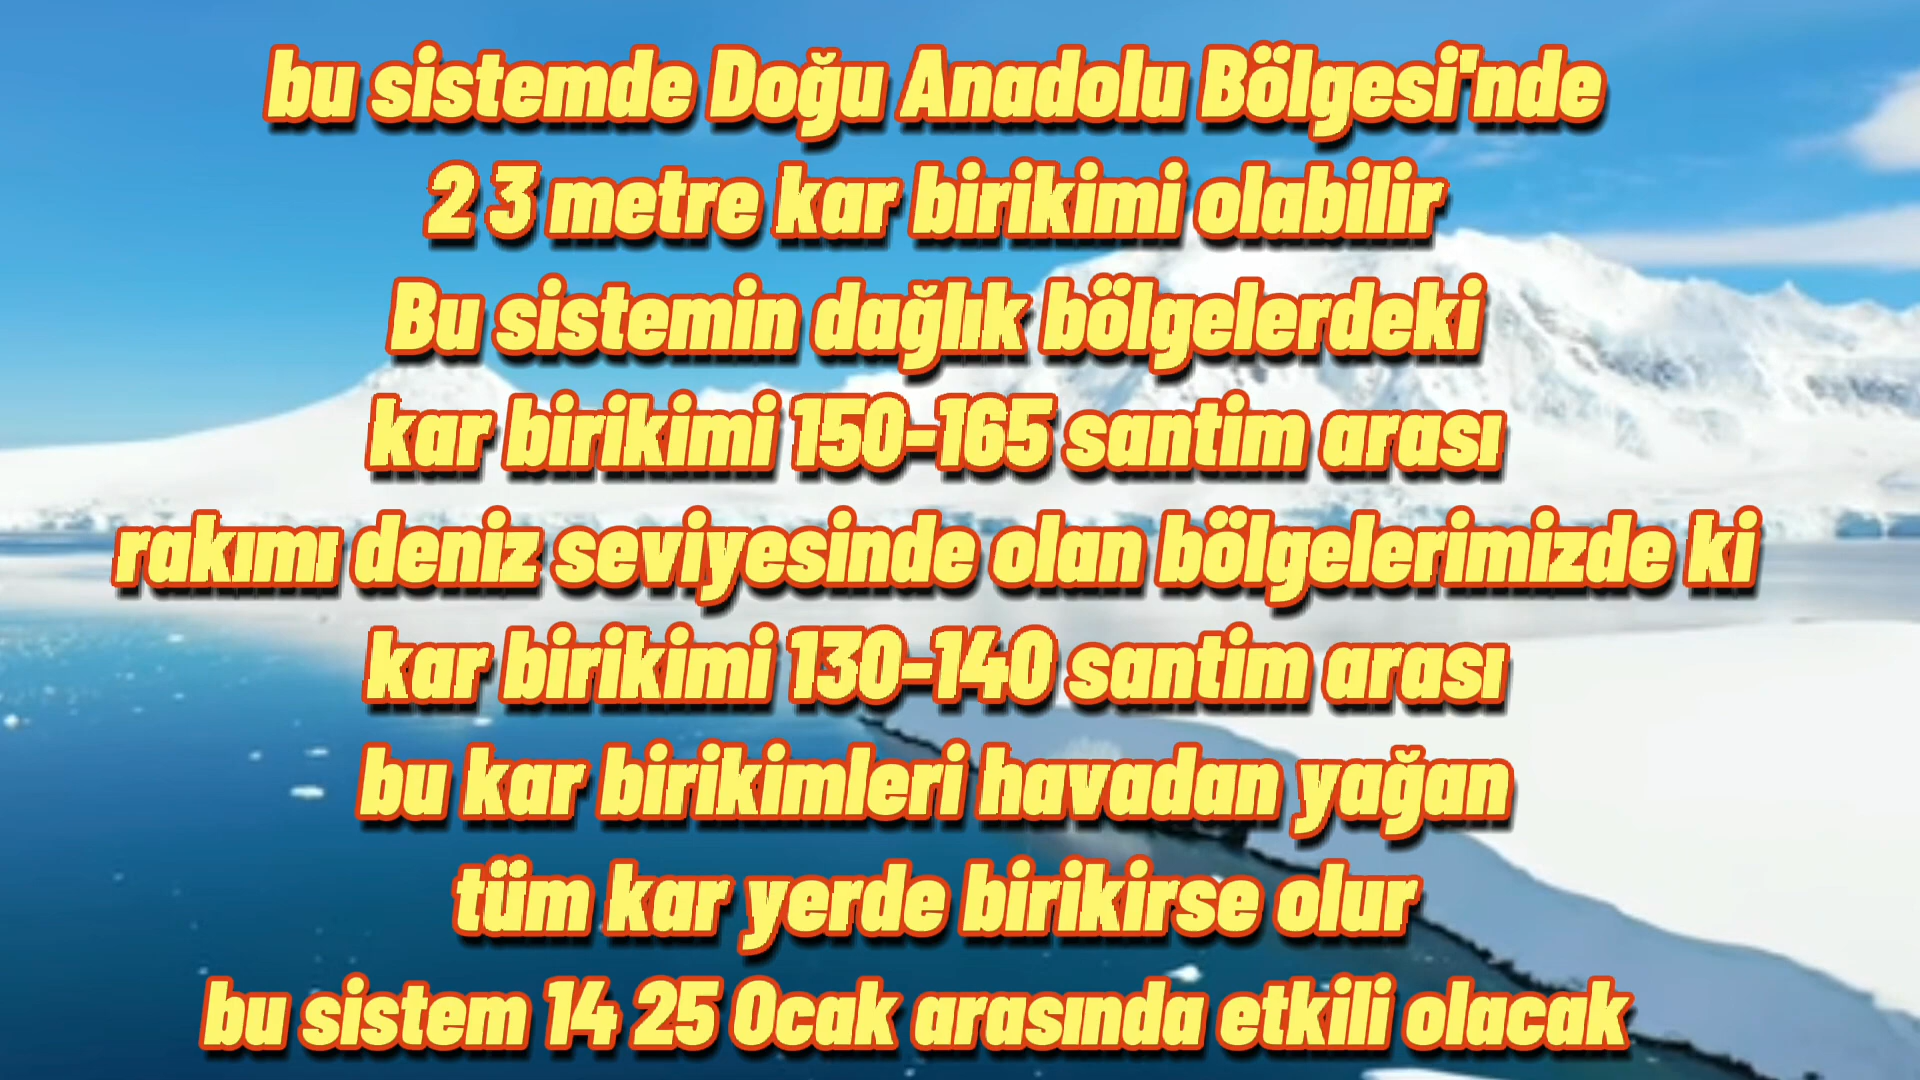 bu sistemde Doğu Anadolu Bölgesi'nde
2 3 metre kar birikimi olabilir
Bu sistemin dağlık bölgelerdeki
kar birikimi 150-165 santim arası
rakımı deniz seviyesinde olan bölgelerimizde ki
kar birikimi 130-140 santim arası
bu kar birikimleri havadan yağan
tüm kar yerde birikirse olur
bu sistem 14 25 Ocak arasında etkili olacak